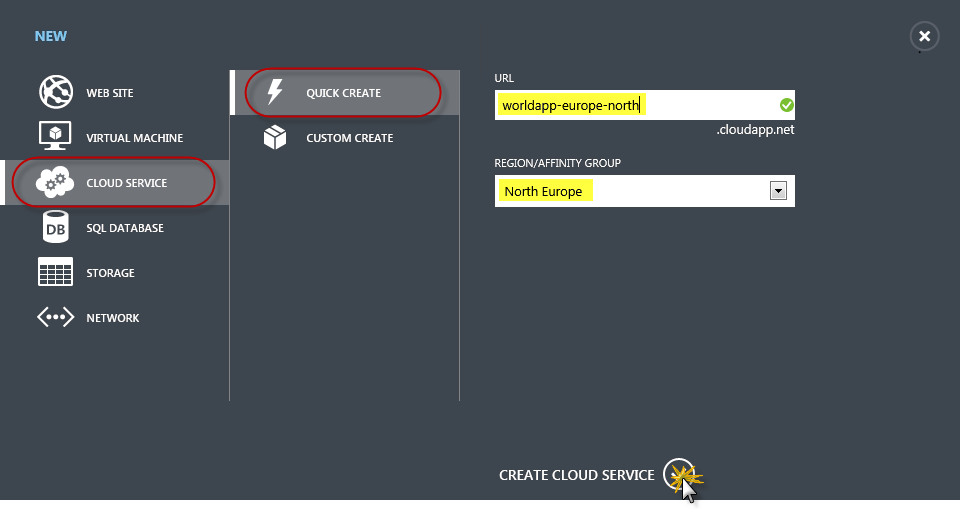 NEW
WEB SITE
VIRTUAL MACHINE
CLOUD SERVICE
DB
SQL DATABASE
STORAGE
NETWORK
QUICK CREATE
CUSTOM CREATE
URL
worldapp-europe-north
.cloudapp.net
REGION/AFFINITY GROUP
North Europe
CREATE CLOUD SERVICE